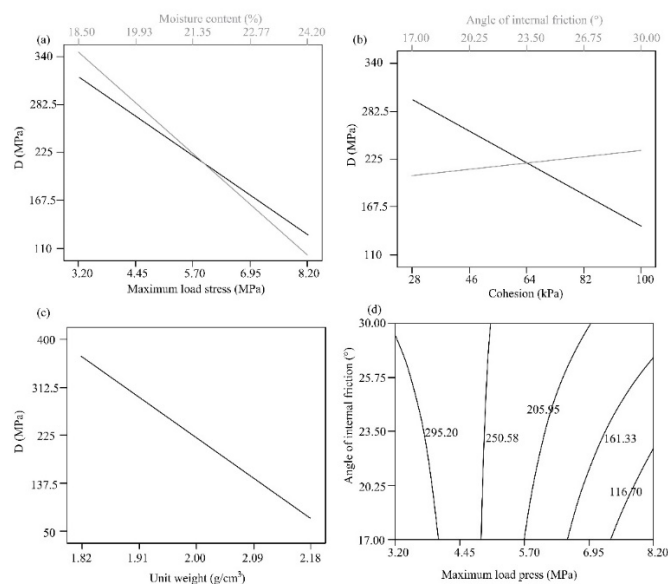 Moisture content (%)
(a) 18.50 19.93 21.35 22.77 24.20
340
282.5
225
167.5
110
D (MPa)
3.20 4.45 5.70 6.95 8.20
Maximum load stress (MPa)
Angle of internal friction (°)
(b) 17.00 20.25 23.50 26.75 30.00
340
282.5
225
167.5
110
D (MPa)
28 46 64 82 100
Cohesion (kPa)
(c)
400
312.5
225
137.5
50
D (MPa)
1.82 1.91 2.00 2.09 2.18
Unit weight (g/cm³)
(d)
30.00
25.75
23.50
20.25
17.00
Angle of internal friction (°)
295.20 250.58 205.95 161.33 116.70
3.20 4.45 5.70 6.95 8.20
Maximum load press (MPa)